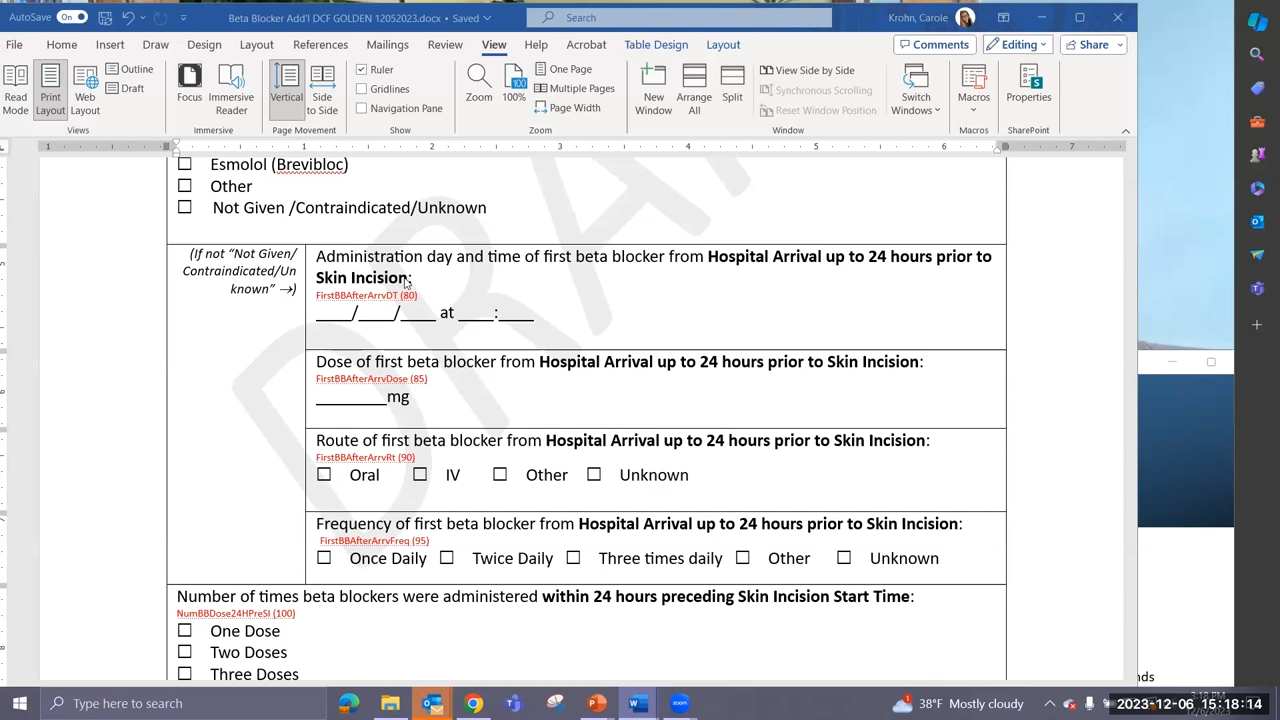 AutoSave On Beta Blocker Add'l DCF GOLDEN 12052023.docx • Saved Search Krohn, Carole
File Home Insert Draw Design Layout References Mailings Review View Help Acrobat Table Design Layout Comments Editing Share
Read Mode Print Layout Web Layout Outline Draft Focus Immersive Reader Vertical Side to Side Ruler Gridlines Navigation Pane Zoom 100% One Page Multiple Pages Page Width New Window Arrange All Split View Side by Side Synchronous Scrolling Reset Window Position Switch Windows Macros Properties
Views Immersive Page Movement Show Zoom Window Macros SharePoint
1 1 2 3 4 5 6 7
DRA
Esmolol (Brevibloc)
Other
Not Given /Contraindicated/Unknown
(If not “Not Given/
Contraindicated/Un
known” →)
Administration day and time of first beta blocker from Hospital Arrival up to 24 hours prior to
Skin Incision:
FirstBBAfterArrvDT (80)
____/____/____ at ____:____
Dose of first beta blocker from Hospital Arrival up to 24 hours prior to Skin Incision:
FirstBBAfterArrvDose (85)
________mg
Route of first beta blocker from Hospital Arrival up to 24 hours prior to Skin Incision:
FirstBBAfterArrvRt (90)
Oral IV Other Unknown
Frequency of first beta blocker from Hospital Arrival up to 24 hours prior to Skin Incision:
FirstBBAfterArrvFreq (95)
Once Daily Twice Daily Three times daily Other Unknown
Number of times beta blockers were administered within 24 hours preceding Skin Incision Start Time:
NumBBDose24HPreSI (100)
One Dose
Two Doses
Three Doses
Type here to search 38°F Mostly cloudy 2023-12-06 15:18:14